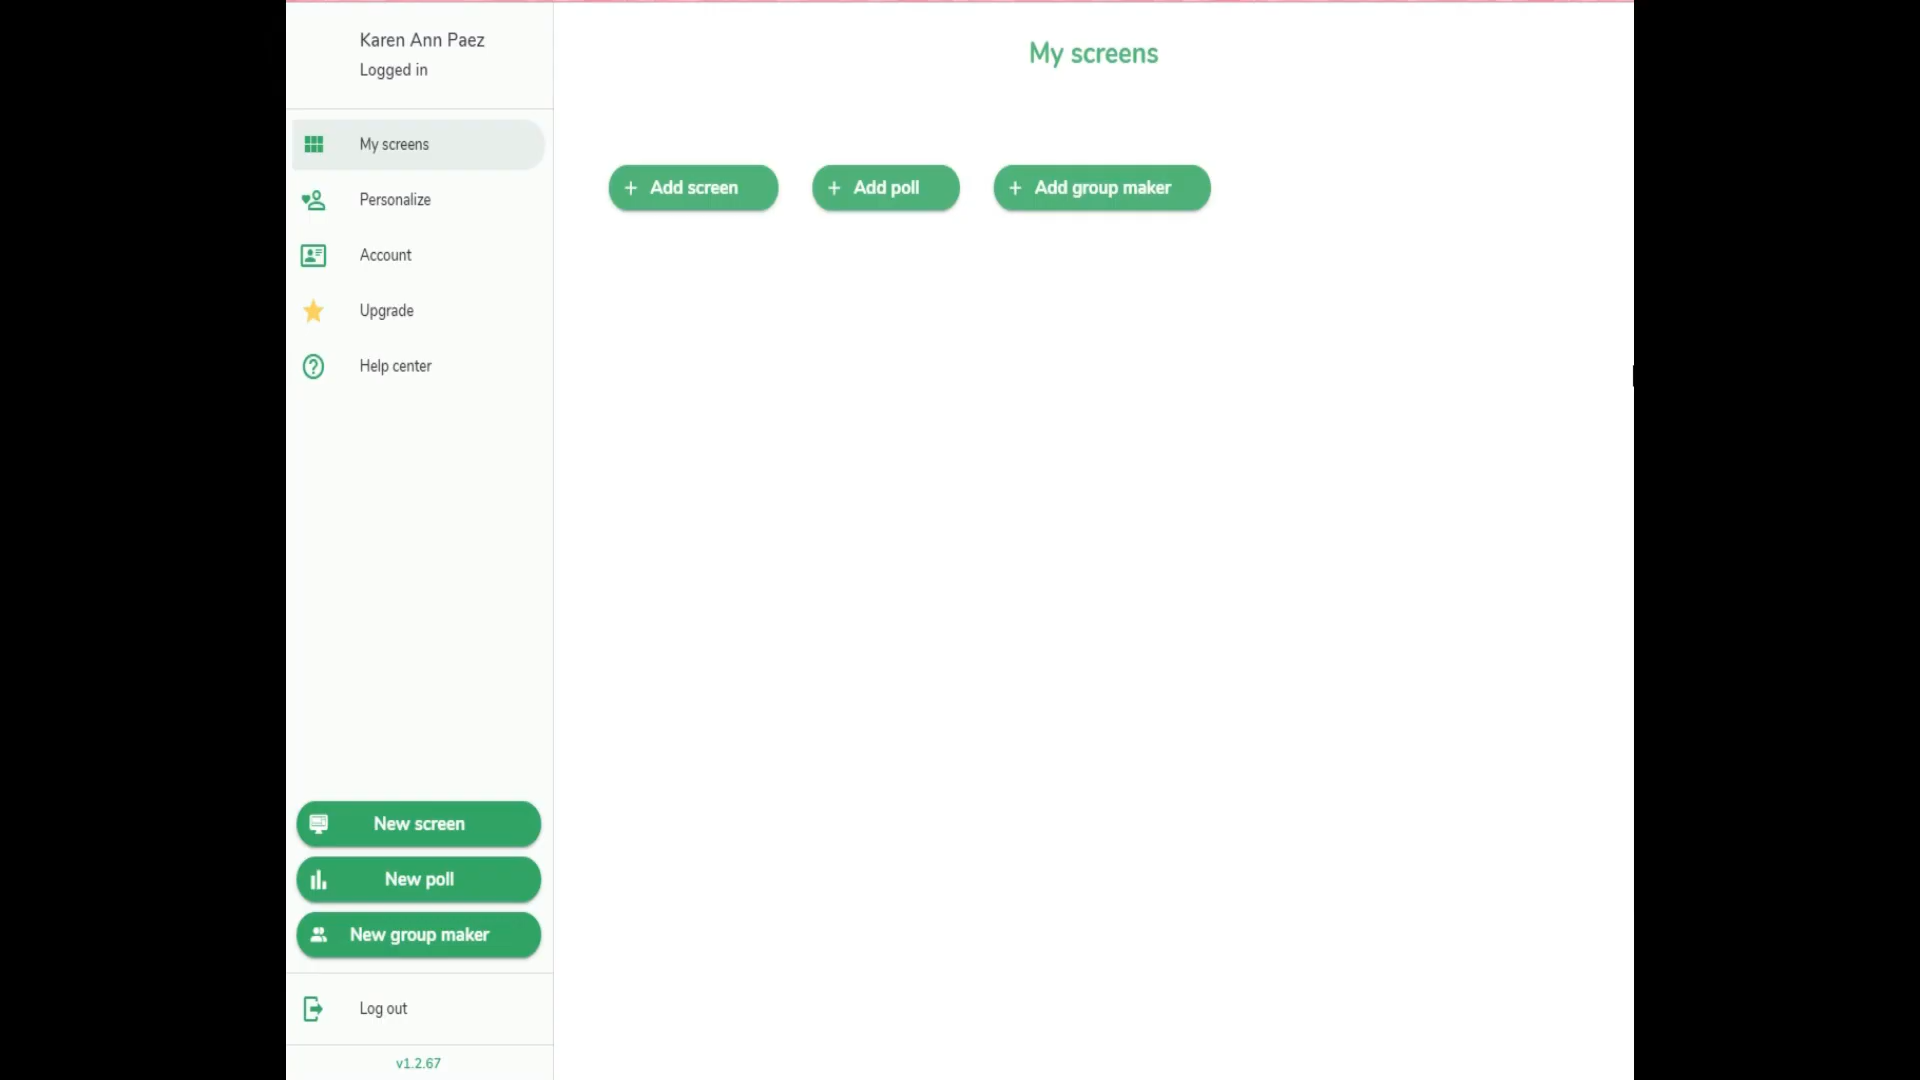 Karen Ann Paez
Logged in
My screens
Personalize
Account
Upgrade
Help center
New screen
New poll
New group maker
Log out
v1.2.67
My screens
+ Add screen
+ Add poll
+ Add group maker